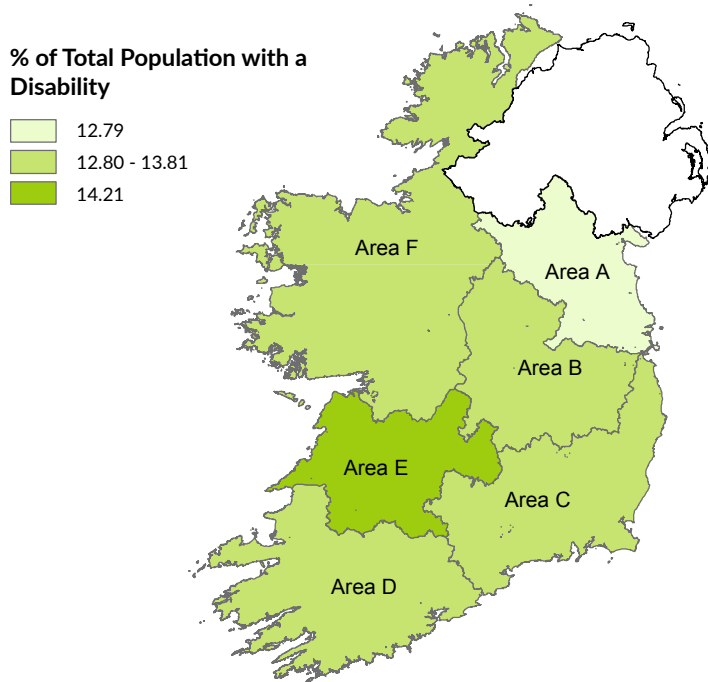 % of Total Population with a
Disability
12.79
12.80 - 13.81
14.21
Area F
Area A
Area B
Area E
Area C
Area D